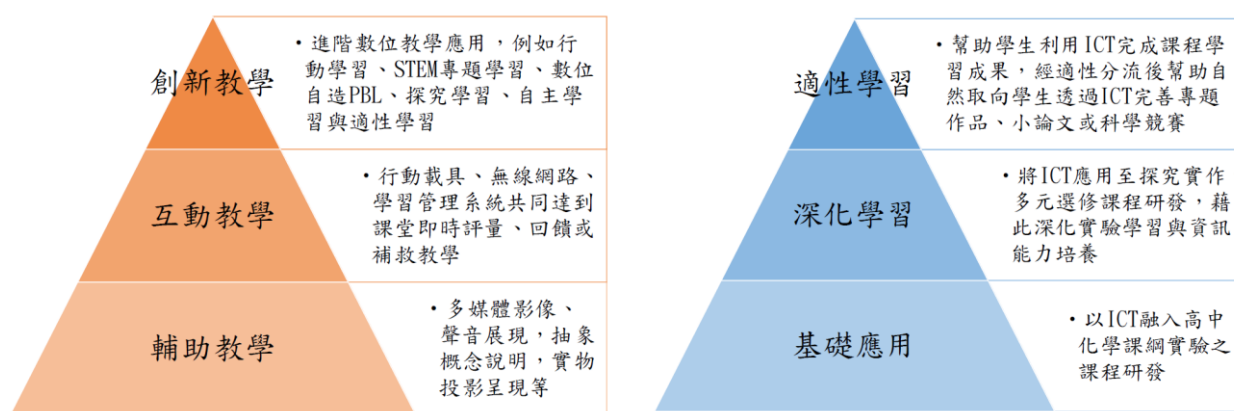 創新教學
・進階數位教學應用，例如行
動學習、STEM專題學習、數位
自造PBL、探究學習、自主學
習與適性學習
互動教學
・行動載具、無線網路、
學習管理系統共同達到
課堂即時評量、回饋或
補救教學
輔助教學
・多媒體影像、
聲音展現，抽象
概念說明，實物
投影呈現等
適性學習
・幫助學生利用ICT完成課程學
習成果，經適性分流後幫助自
然取向學生透過ICT完善專題
作品、小論文或科學競賽
深化學習
・將ICT應用至探究實作
多元選修課程研發，藉
此深化實驗學習與資訊
能力培養
基礎應用
・以ICT融入高中
化學課綱實驗之
課程研發